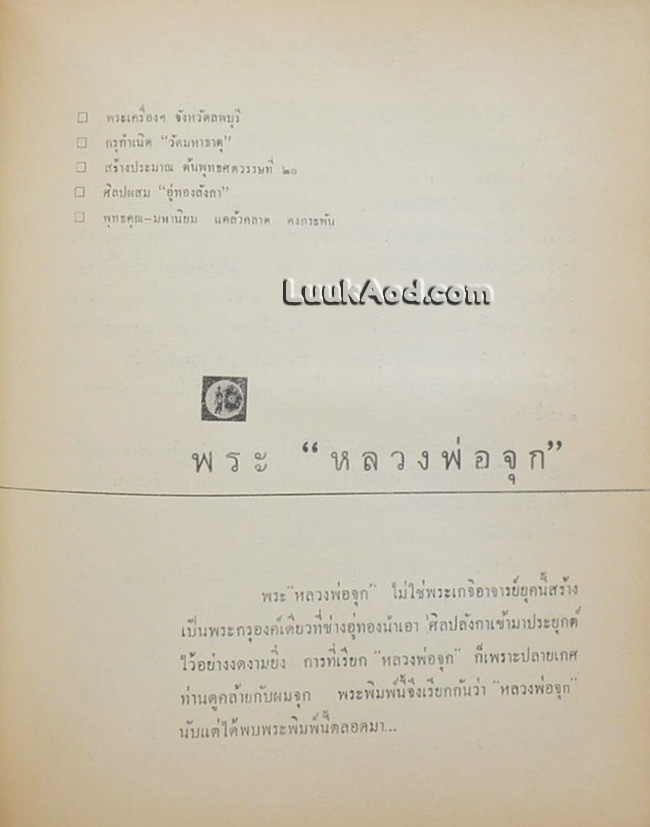 □ พระเครื่องฯ จังหวัดลพบุรี
□ กรุกำเนิด “วัดมหาธาตุ”
□ สร้างประมาณ ต้นพุทธศตวรรษที่ ๒๐
□ ศิลปผสม “อู่ทองลังกา”
□ พุทธคุณ–มหานิยม แคล้วคลาด คงกระพัน
LuukAod.com
พระ “หลวงพ่อจุก”
พระ “หลวงพ่อจุก” ไม่ใช่พระเกจิอาจารย์ยุคนี้สร้าง
เป็นพระกรุองค์เดียวที่ช่างอู่ทองนำเอา ศิลปลังกาเข้ามาประยุกต์
ไว้อย่างงดงามยิ่ง การที่เรียก “หลวงพ่อจุก” ก็เพราะปลายเกศ
ท่านดูคล้ายกับผมจุก พระพิมพ์นี้จึงเรียกกันว่า “หลวงพ่อจุก”
นับแต่ได้พบพระพิมพ์นี้ตลอดมา...